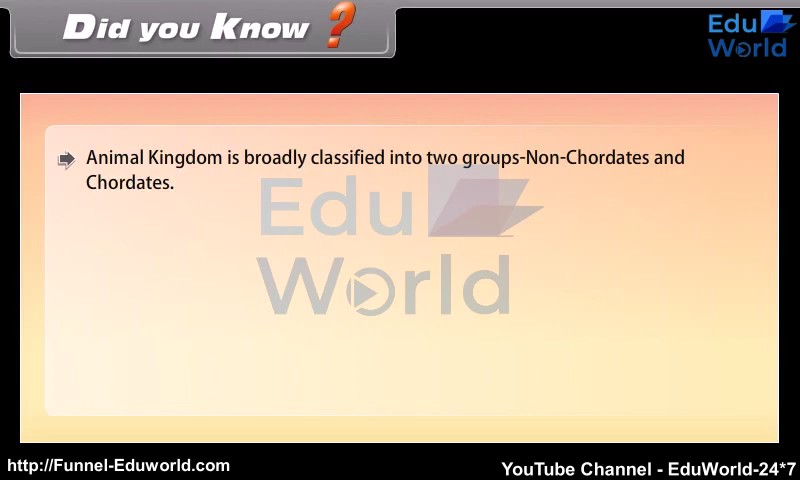 Did you Know ?
Edu
World
Animal Kingdom is broadly classified into two groups-Non-Chordates and
Chordates.
Edu
World
http://Funnel-Eduworld.com
YouTube Channel - EduWorld-24*7